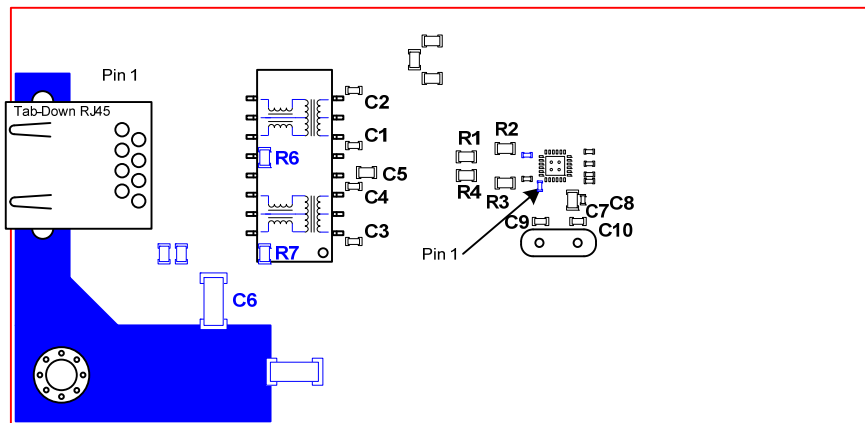 Pin 1
Tab-Down RJ45
C2
C1
R6
C5
C4
C3
R7
C6
R1
R2
R4
R3
C8
C7
C9
C10
Pin 1